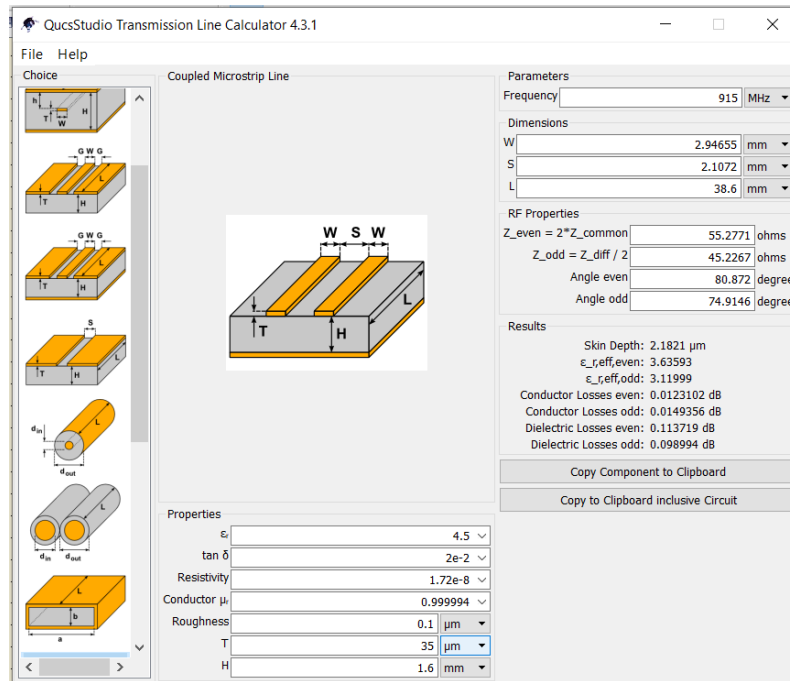 QucsStudio Transmission Line Calculator 4.3.1
File Help
Choice
h
H
T
W
G W G
L
T
H
G W G
L
T
H
S
L
T
H
L
d_in
d_out
L
d_in
d_out
L
b
a
Coupled Microstrip Line
W S W
L
T
H
Properties
εr 4.5
tan δ 2e-2
Resistivity 1.72e-8
Conductor μr 0.999994
Roughness 0.1 μm
T 35 μm
H 1.6 mm
Parameters
Frequency 915 MHz
Dimensions
W 2.94655 mm
S 2.1072 mm
L 38.6 mm
RF Properties
Z_even = 2*Z_common 55.2771 ohms
Z_odd = Z_diff / 2 45.2267 ohms
Angle even 80.872 degree
Angle odd 74.9146 degree
Results
Skin Depth: 2.1821 μm
ε_r,eff,even: 3.63593
ε_r,eff,odd: 3.11999
Conductor Losses even: 0.0123102 dB
Conductor Losses odd: 0.0149356 dB
Dielectric Losses even: 0.113719 dB
Dielectric Losses odd: 0.098994 dB
Copy Component to Clipboard
Copy to Clipboard inclusive Circuit